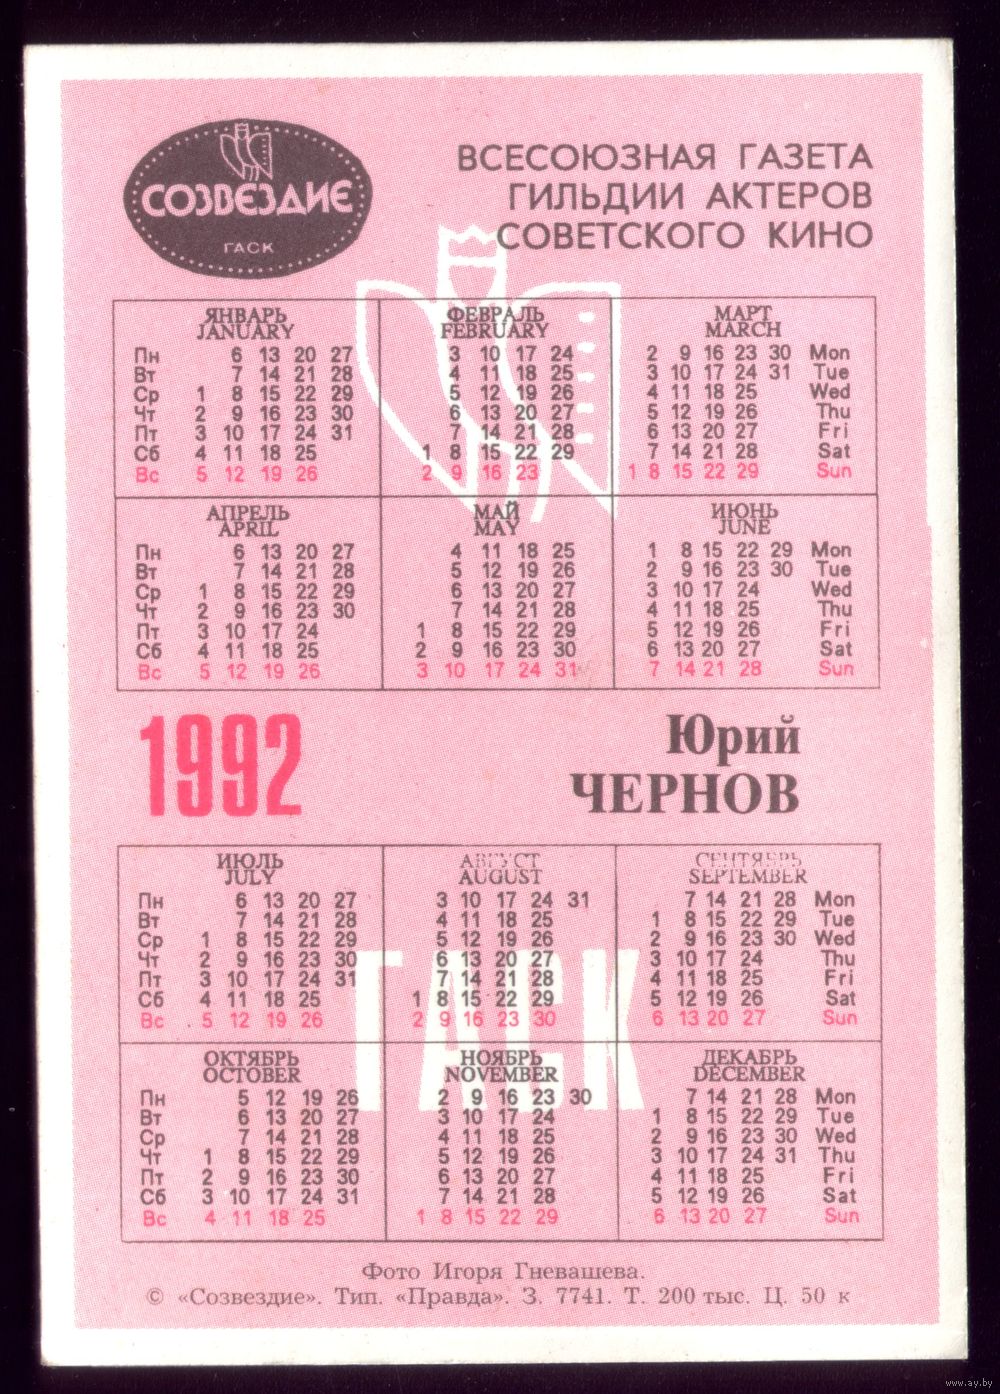 СОЗВЕЗДИЕ
ГАСК
ВСЕСОЮЗНАЯ ГАЗЕТА
ГИЛЬДИИ АКТЕРОВ
СОВЕТСКОГО КИНО
ЯНВАРЬ ФЕВРАЛЬ МАРТ
JANUARY FEBRUARY MARCH
Пн 6 13 20 27 3 10 17 24 2 9 16 23 30 Mon
Вт 7 14 21 28 4 11 18 25 3 10 17 24 31 Tue
Ср 1 8 15 22 29 5 12 19 26 4 11 18 25 Wed
Чт 2 9 16 23 30 6 13 20 27 5 12 19 26 Thu
Пт 3 10 17 24 31 7 14 21 28 6 13 20 27 Fri
Сб 4 11 18 25 1 8 15 22 29 7 14 21 28 Sat
Вс 5 12 19 26 2 9 16 23 1 8 15 22 29 Sun
АПРЕЛЬ МАЙ ИЮНЬ
APRIL MAY JUNE
Пн 6 13 20 27 4 11 18 25 1 8 15 22 29 Mon
Вт 7 14 21 28 5 12 19 26 2 9 16 23 30 Tue
Ср 1 8 15 22 29 6 13 20 27 3 10 17 24 Wed
Чт 2 9 16 23 30 7 14 21 28 4 11 18 25 Thu
Пт 3 10 17 24 1 8 15 22 29 5 12 19 26 Fri
Сб 4 11 18 25 2 9 16 23 30 6 13 20 27 Sat
Вс 5 12 19 26 3 10 17 24 31 7 14 21 28 Sun
1992
Юрий
ЧЕРНОВ
ИЮЛЬ АВГУСТ СЕНТЯБРЬ
JULY AUGUST SEPTEMBER
Пн 6 13 20 27 3 10 17 24 31 7 14 21 28 Mon
Вт 7 14 21 28 4 11 18 25 1 8 15 22 29 Tue
Ср 1 8 15 22 29 5 12 19 26 2 9 16 23 30 Wed
Чт 2 9 16 23 30 6 13 20 27 3 10 17 24 Thu
Пт 3 10 17 24 31 7 14 21 28 4 11 18 25 Fri
Сб 4 11 18 25 1 8 15 22 29 5 12 19 26 Sat
Вс 5 12 19 26 2 9 16 23 30 6 13 20 27 Sun
ГАСК
ОКТЯБРЬ НОЯБРЬ ДЕКАБРЬ
OCTOBER NOVEMBER DECEMBER
Пн 5 12 19 26 2 9 16 23 30 7 14 21 28 Mon
Вт 6 13 20 27 3 10 17 24 1 8 15 22 29 Tue
Ср 7 14 21 28 4 11 18 25 2 9 16 23 30 Wed
Чт 1 8 15 22 29 5 12 19 26 3 10 17 24 31 Thu
Пт 2 9 16 23 30 6 13 20 27 4 11 18 25 Fri
Сб 3 10 17 24 31 7 14 21 28 5 12 19 26 Sat
Вс 4 11 18 25 1 8 15 22 29 6 13 20 27 Sun
Фото Игоря Гневашева.
© «Созвездие». Тип. «Правда». З. 7741. Т. 200 тыс. Ц. 50 к
www.ay.by